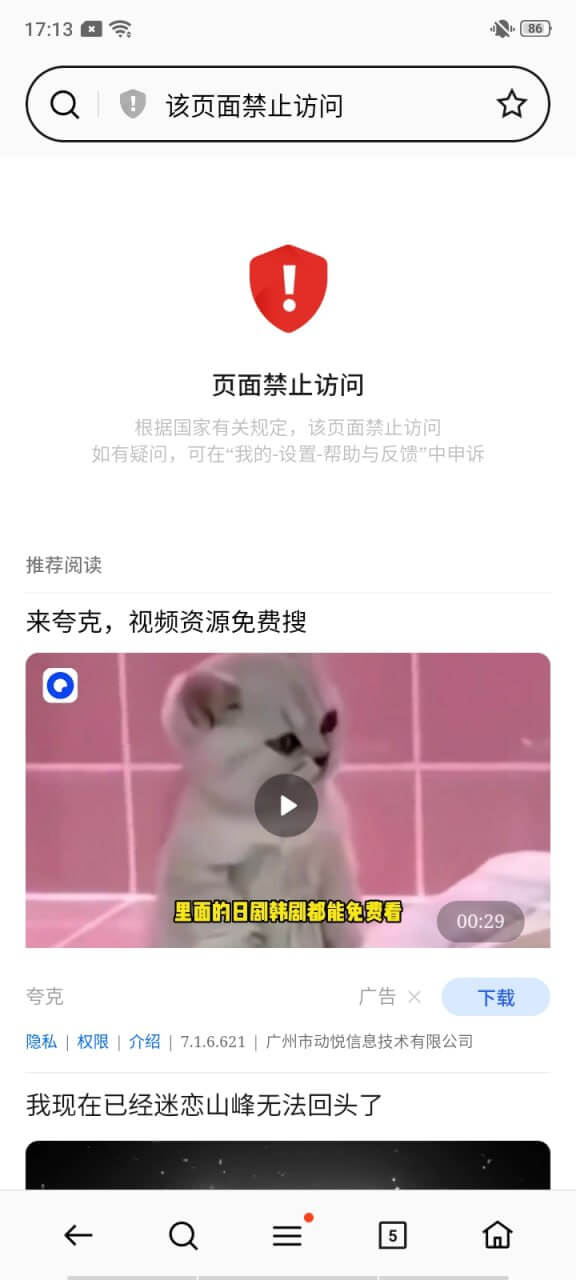 17:13
86
该页面禁止访问
页面禁止访问
根据国家有关规定，该页面禁止访问
如有疑问，可在“我的-设置-帮助与反馈”中申诉
推荐阅读
来夸克，视频资源免费搜
里面的日剧韩剧都能免费看
00:29
夸克
广告
下载
隐私 | 权限 | 介绍 | 7.1.6.621 | 广州市动悦信息技术有限公司
我现在已经迷恋山峰无法回头了
5